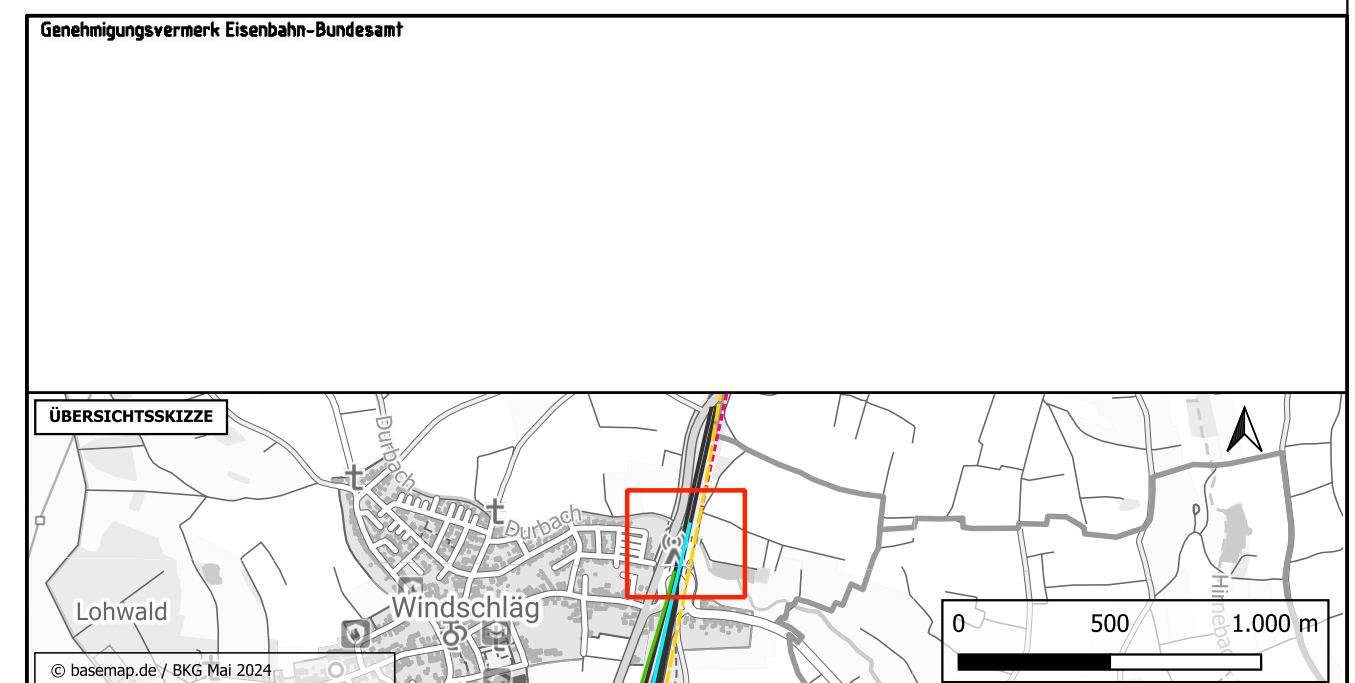 Genehmigungsvermerk Eisenbahn-Bundesamt
ÜBERSICHTSSKIZZE
Durbach
Durbach
Windschläg
Lohwald
0 500 1.000 m
© basemap.de / BKG Mai 2024